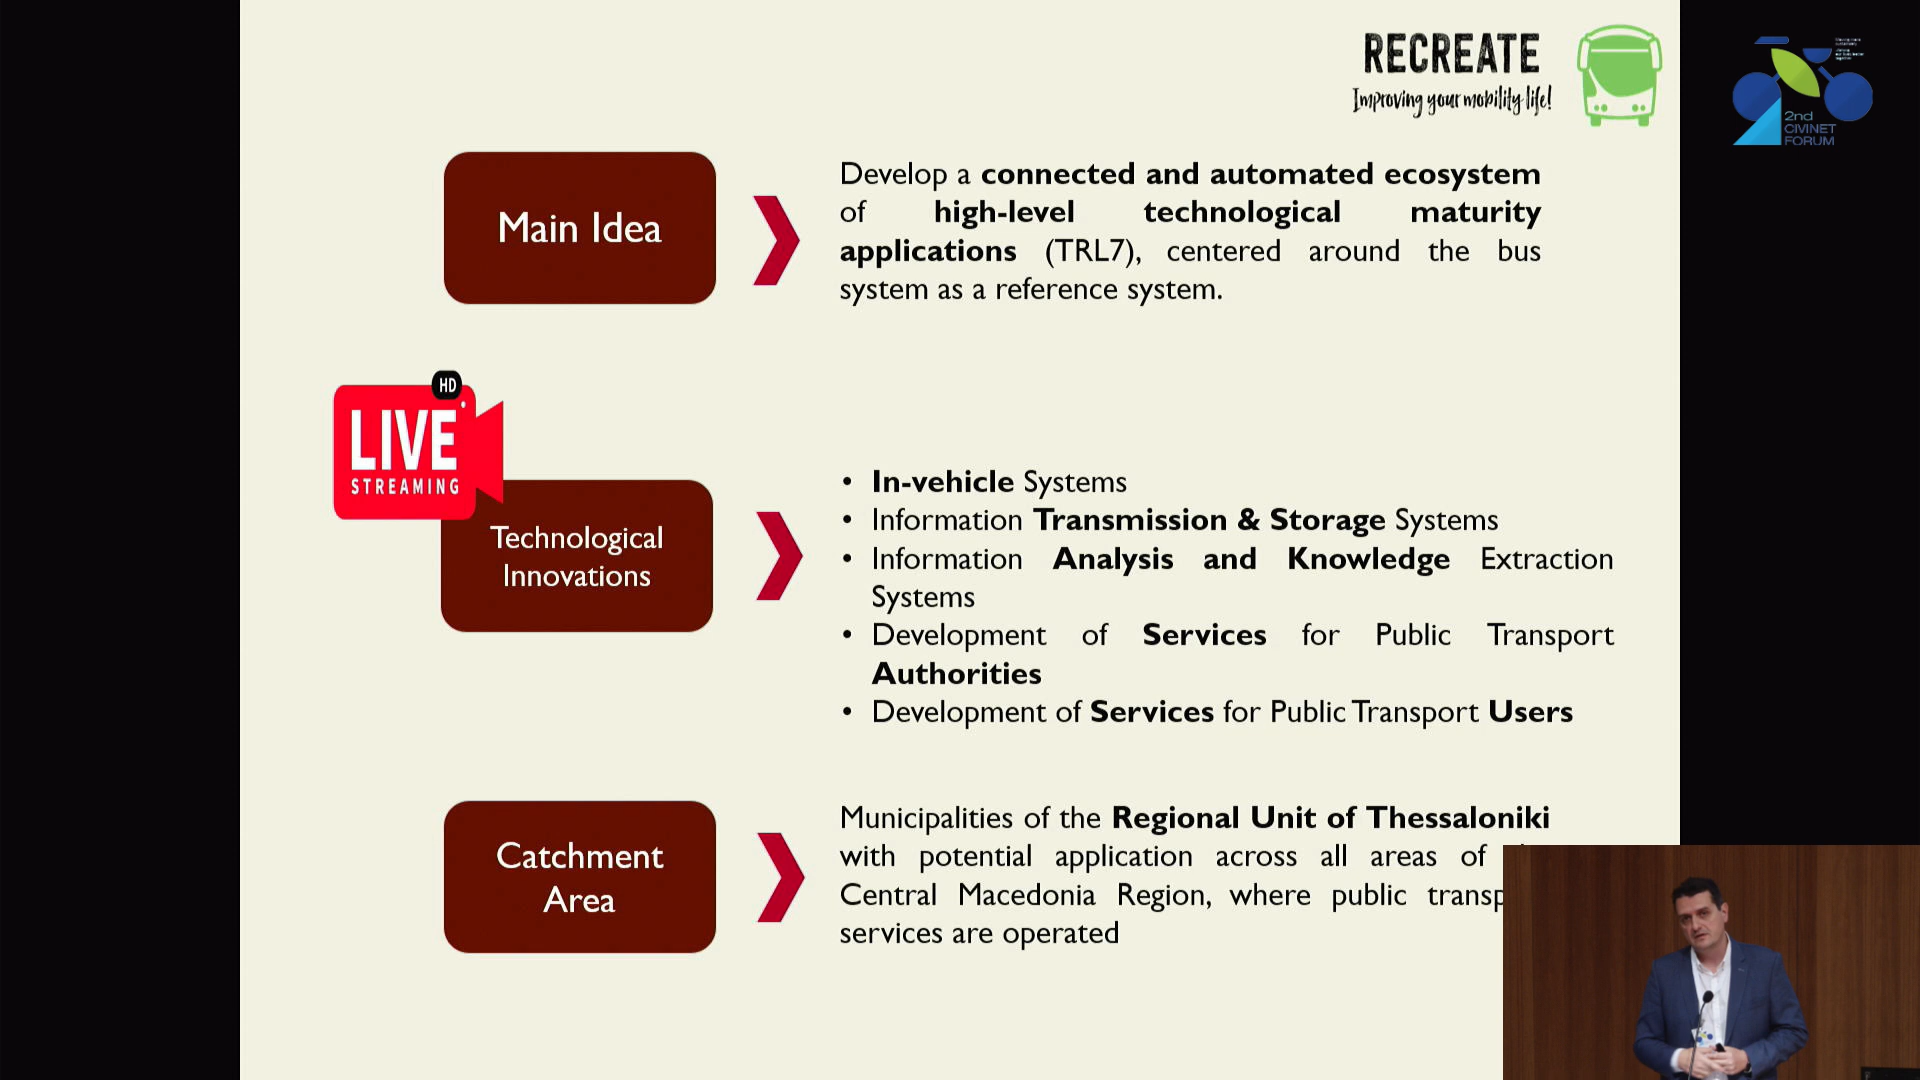 RECREATE
Improving your mobility life!
2nd
CIVINET
FORUM
Main Idea
Develop a connected and automated ecosystem
of high-level technological maturity
applications (TRL7), centered around the bus
system as a reference system.
HD
LIVE
STREAMING
Technological
Innovations
• In-vehicle Systems
• Information Transmission & Storage Systems
• Information Analysis and Knowledge Extraction
Systems
• Development of Services for Public Transport
Authorities
• Development of Services for Public Transport Users
Catchment
Area
Municipalities of the Regional Unit of Thessaloniki
with potential application across all areas of
Central Macedonia Region, where public transp
services are operated